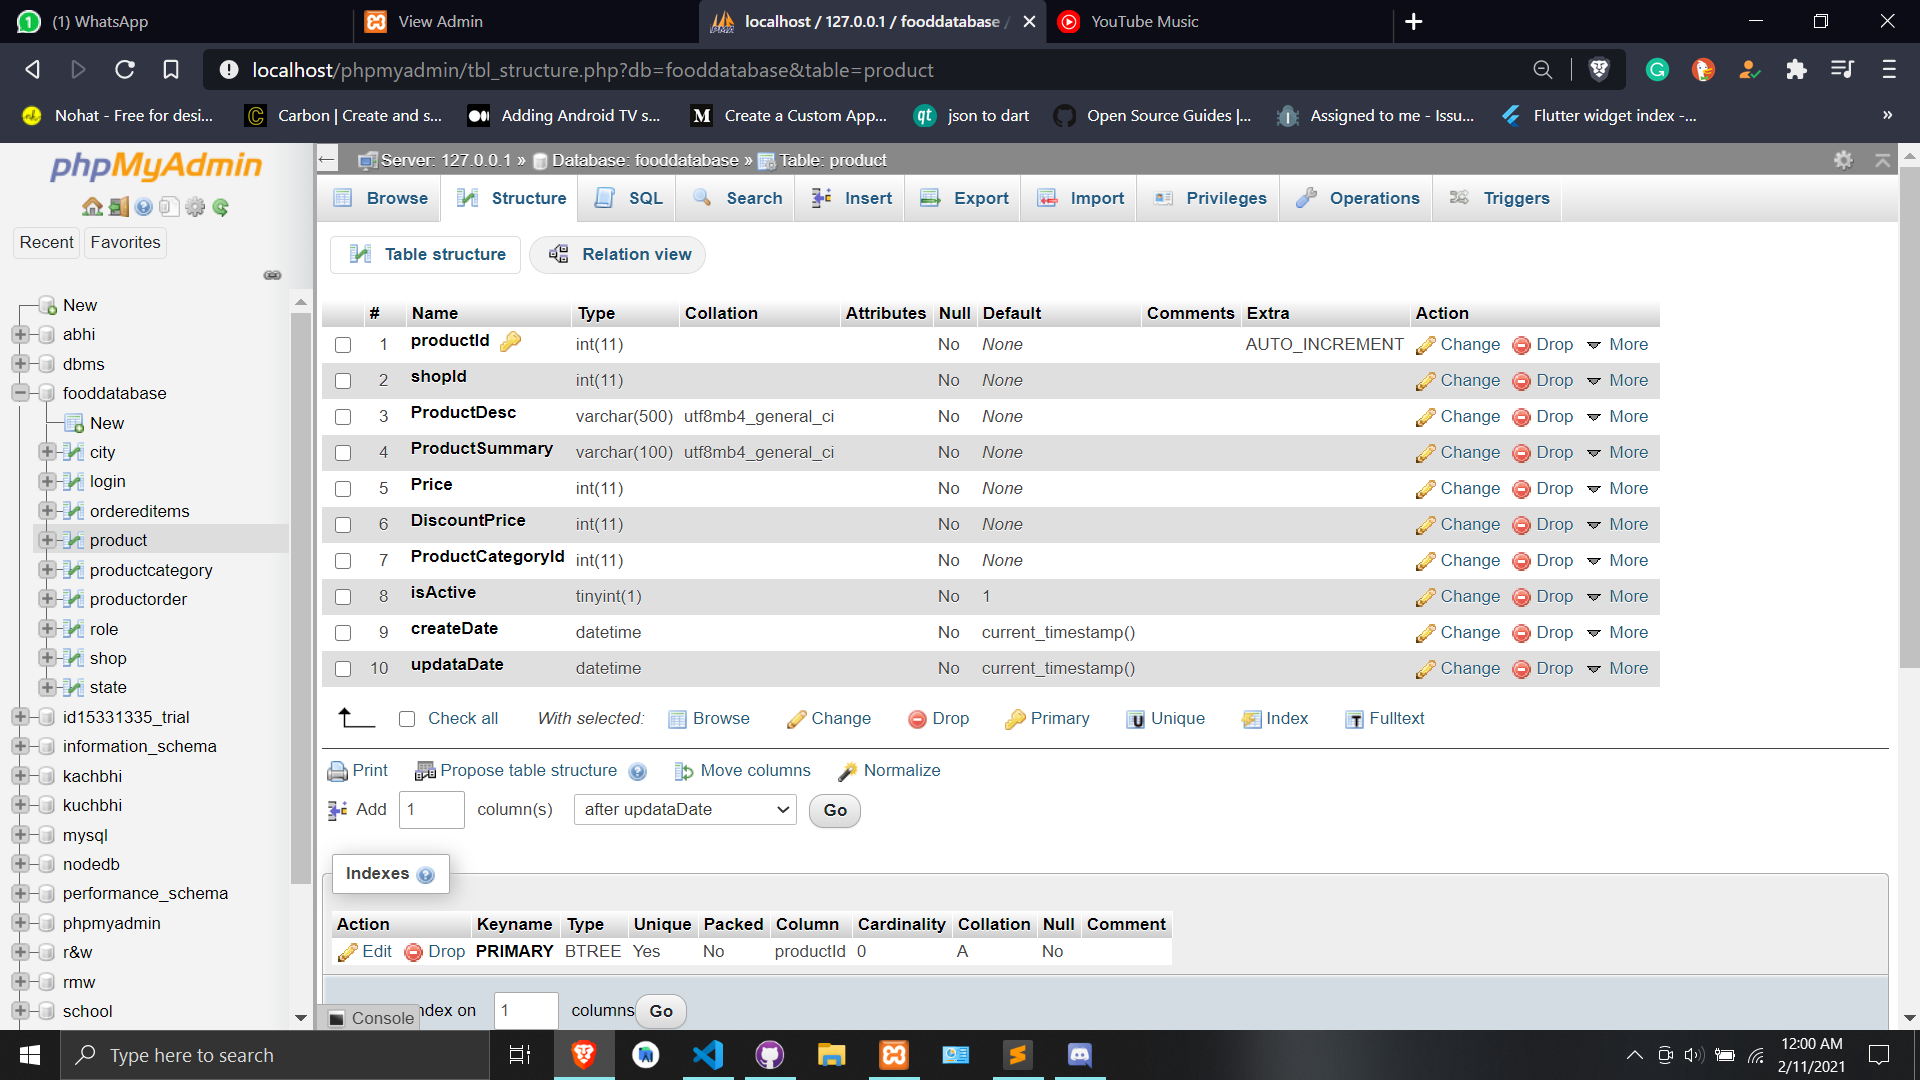 (1) WhatsApp
View Admin
localhost / 127.0.0.1 / fooddatabase /
YouTube Music
localhost/phpmyadmin/tbl_structure.php?db=fooddatabase&table=product
Nohat - Free for desi...
Carbon | Create and s...
Adding Android TV s...
Create a Custom App...
json to dart
Open Source Guides |...
Assigned to me - Issu...
Flutter widget index -...
»
phpMyAdmin
Recent
Favorites
New
abhi
dbms
fooddatabase
New
city
login
ordereditems
product
productcategory
productorder
role
shop
state
id15331335_trial
information_schema
kachbhi
kuchbhi
mysql
nodedb
performance_schema
phpmyadmin
r&w
rmw
school
Server: 127.0.0.1 » Database: fooddatabase » Table: product
Browse Structure SQL Search Insert Export Import Privileges Operations Triggers
Table structure Relation view
# Name Type Collation Attributes Null Default Comments Extra Action
1 productId int(11) No None AUTO_INCREMENT Change Drop More
2 shopId int(11) No None Change Drop More
3 ProductDesc varchar(500) utf8mb4_general_ci No None Change Drop More
4 ProductSummary varchar(100) utf8mb4_general_ci No None Change Drop More
5 Price int(11) No None Change Drop More
6 DiscountPrice int(11) No None Change Drop More
7 ProductCategoryId int(11) No None Change Drop More
8 isActive tinyint(1) No 1 Change Drop More
9 createDate datetime No current_timestamp() Change Drop More
10 updataDate datetime No current_timestamp() Change Drop More
Check all With selected: Browse Change Drop Primary Unique Index Fulltext
Print Propose table structure Move columns Normalize
Add 1 column(s) after updataDate Go
Indexes
Action Keyname Type Unique Packed Column Cardinality Collation Null Comment
Edit Drop PRIMARY BTREE Yes No productId 0 A No
Console ndex on 1 columns Go
Type here to search
12:00 AM
2/11/2021